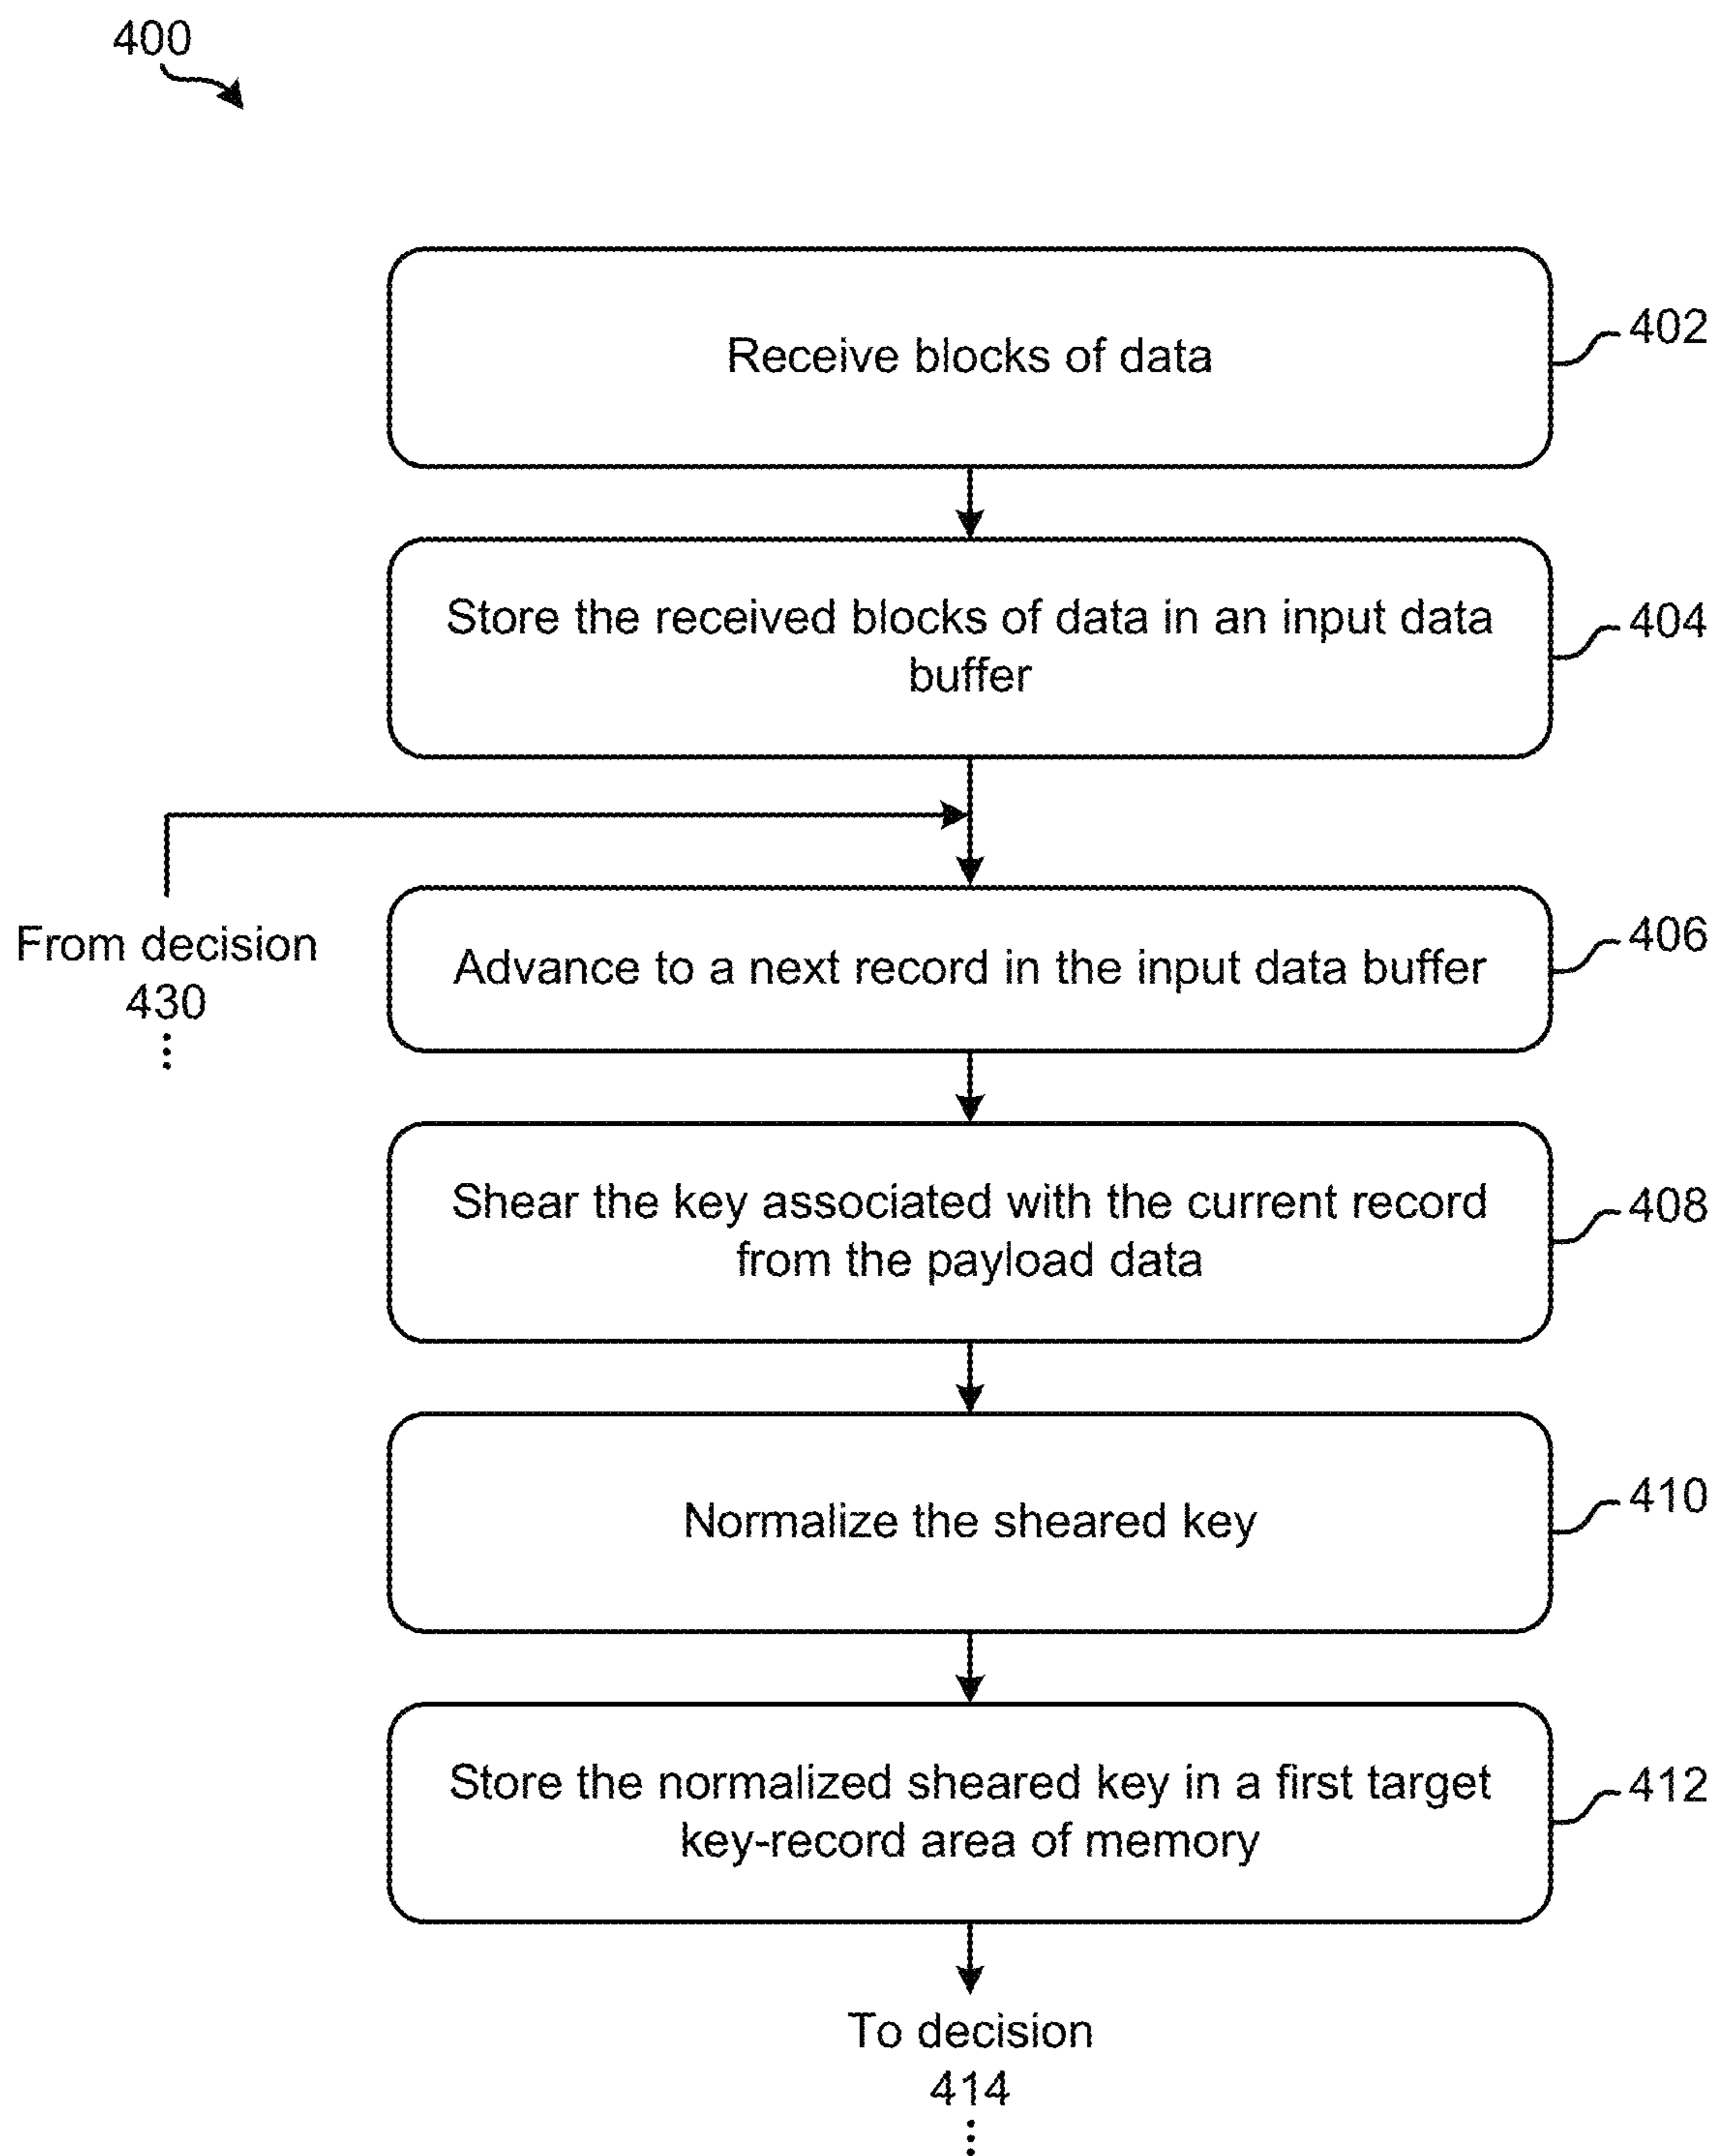 400
Receive blocks of data
402
Store the received blocks of data in an input data
buffer
404
From decision
430
Advance to a next record in the input data buffer
406
Shear the key associated with the current record
from the payload data
408
Normalize the sheared key
410
Store the normalized sheared key in a first target
key-record area of memory
412
To decision
414